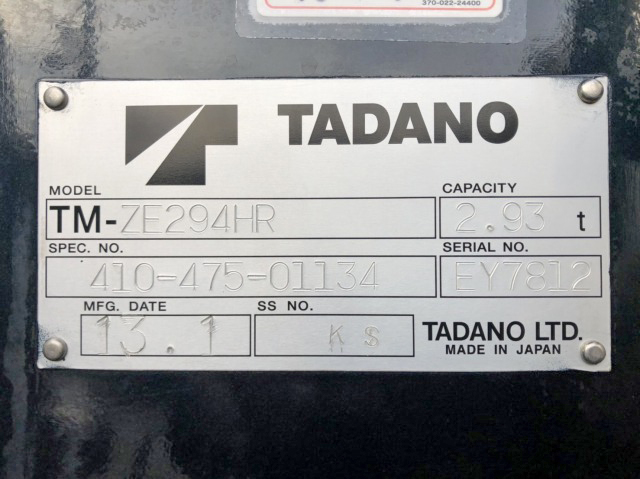 370-022-24400
TADANO
MODEL
TM-ZE294HR
CAPACITY
2.93 t
SPEC. NO.
410-475-01134
SERIAL NO.
EY7812
MFG. DATE
13.1
SS NO.
KS
TADANO LTD.
MADE IN JAPAN